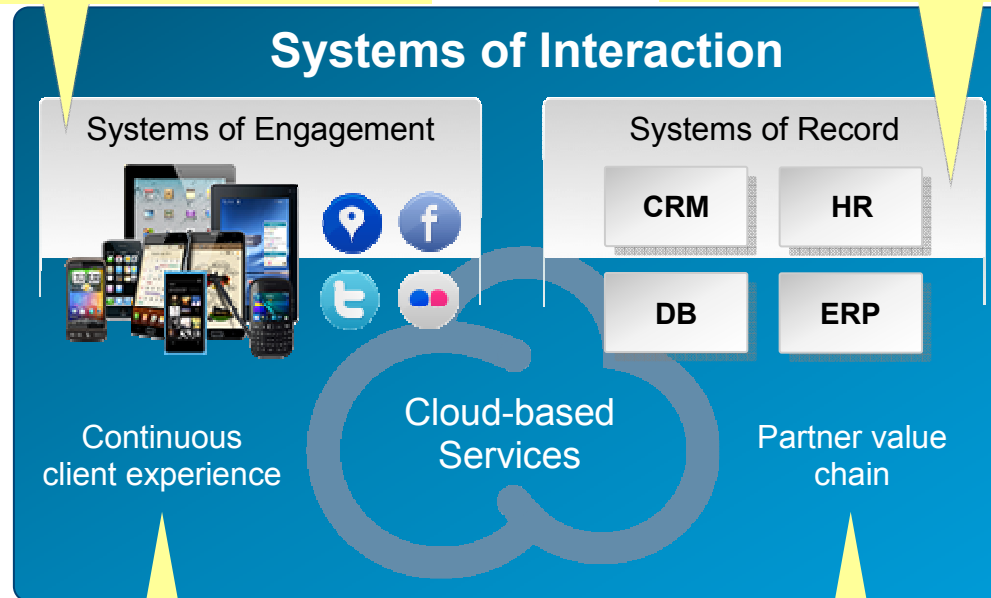 Systems of Interaction
Systems of Engagement
Systems of Record
CRM
HR
DB
ERP
Continuous
client experience
Cloud-based
Services
Partner value
chain